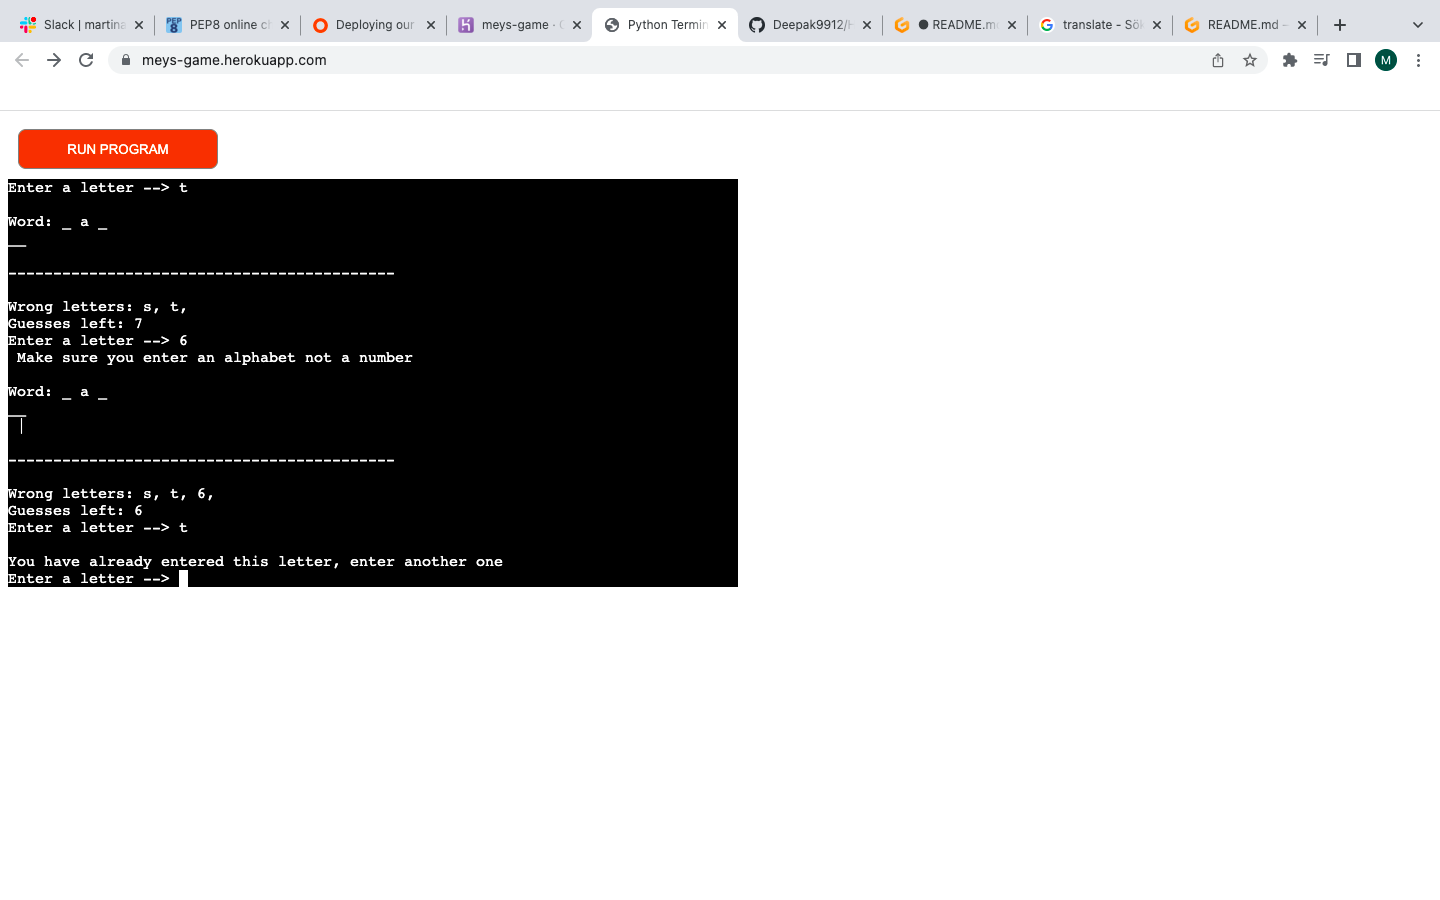 Slack | martina
PEP8 online ch
Deploying our
meys-game ·
Python Termin
Deepak9912/
README.m
translate - Sök
README.md -
meys-game.herokuapp.com
M
RUN PROGRAM
Enter a letter --> t
Word: _ a _
__
-------------------------------------------
Wrong letters: s, t,
Guesses left: 7
Enter a letter --> 6
Make sure you enter an alphabet not a number
Word: _ a _
__
|
-------------------------------------------
Wrong letters: s, t, 6,
Guesses left: 6
Enter a letter --> t
You have already entered this letter, enter another one
Enter a letter -->